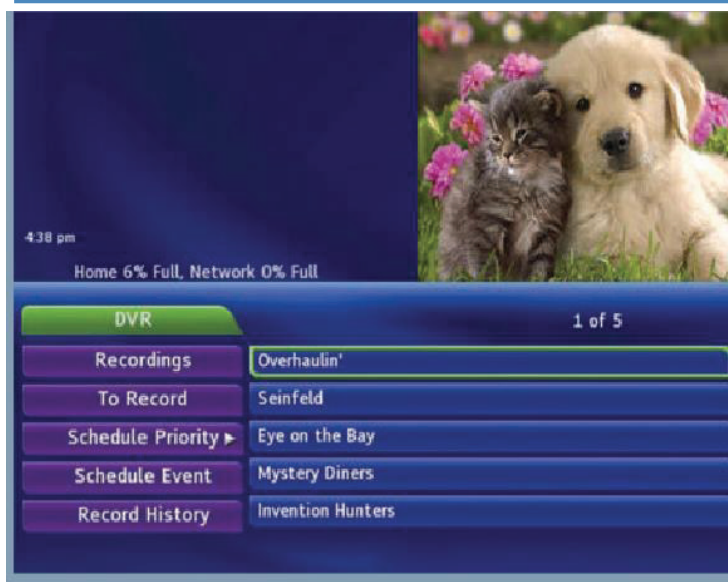 4:38 pm
Home 6% Full, Network 0% Full
DVR
1 of 5
Recordings
Overhaulin'
To Record
Seinfeld
Schedule Priority ▸
Eye on the Bay
Schedule Event
Mystery Diners
Record History
Invention Hunters